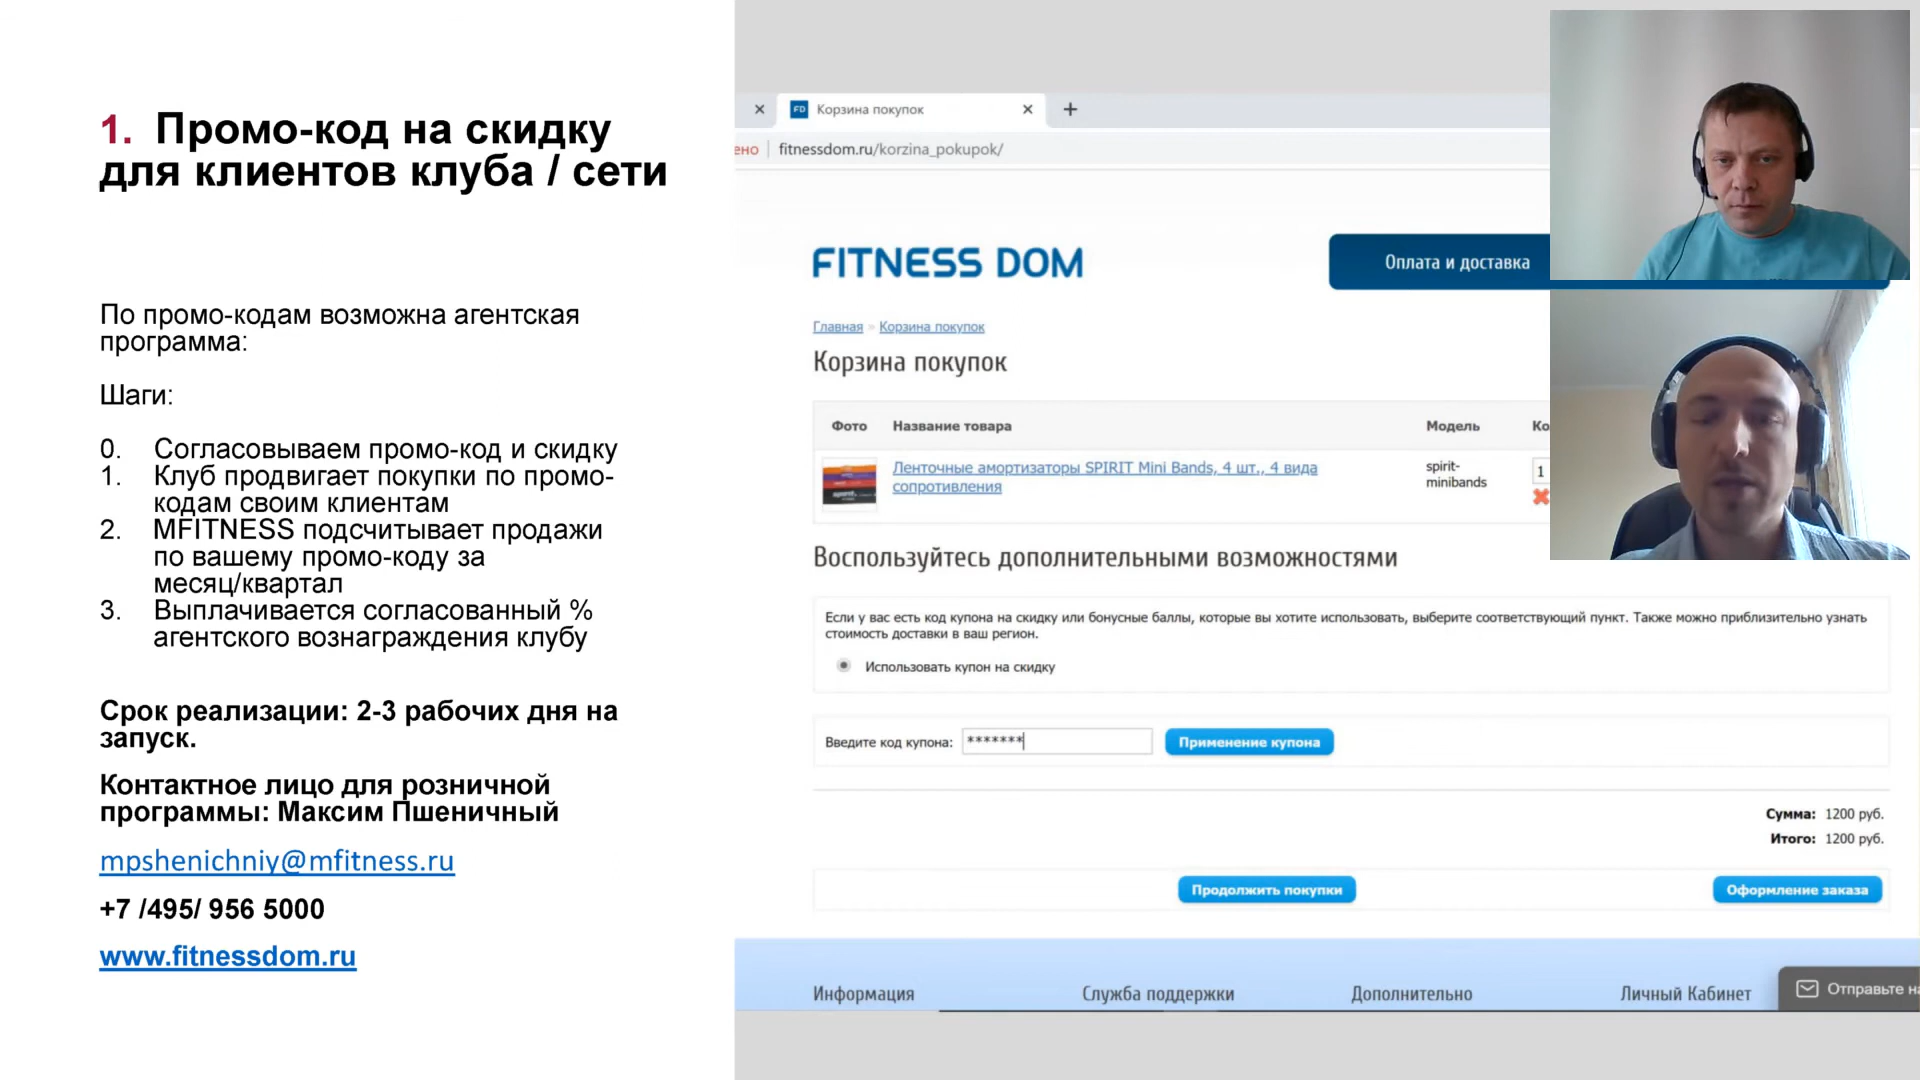 1. Промо-код на скидку
для клиентов клуба / сети
По промо-кодам возможна агентская
программа:
Шаги:
0. Согласовываем промо-код и скидку
1. Клуб продвигает покупки по промо-
кодам своим клиентам
2. MFITNESS подсчитывает продажи
по вашему промо-коду за
месяц/квартал
3. Выплачивается согласованный %
агентского вознаграждения клубу
Срок реализации: 2-3 рабочих дня на
запуск.
Контактное лицо для розничной
программы: Максим Пшеничный
mpshenichniy@mfitness.ru
+7 /495/ 956 5000
www.fitnessdom.ru
FD Корзина покупок
ено fitnessdom.ru/korzina_pokupok/
FITNESS DOM
Оплата и доставка
Главная » Корзина покупок
Корзина покупок
Фото Название товара Модель Ко
Ленточные амортизаторы SPIRIT Mini Bands, 4 шт., 4 вида
сопротивления
spirit-
minibands
1
Воспользуйтесь дополнительными возможностями
Если у вас есть код купона на скидку или бонусные баллы, которые вы хотите использовать, выберите соответствующий пункт. Также можно приблизительно узнать
стоимость доставки в ваш регион.
Использовать купон на скидку
Введите код купона: ******* Применение купона
Сумма: 1200 руб.
Итого: 1200 руб.
Продолжить покупки Оформление заказа
Информация Служба поддержки Дополнительно Личный Кабинет
Отправьте на